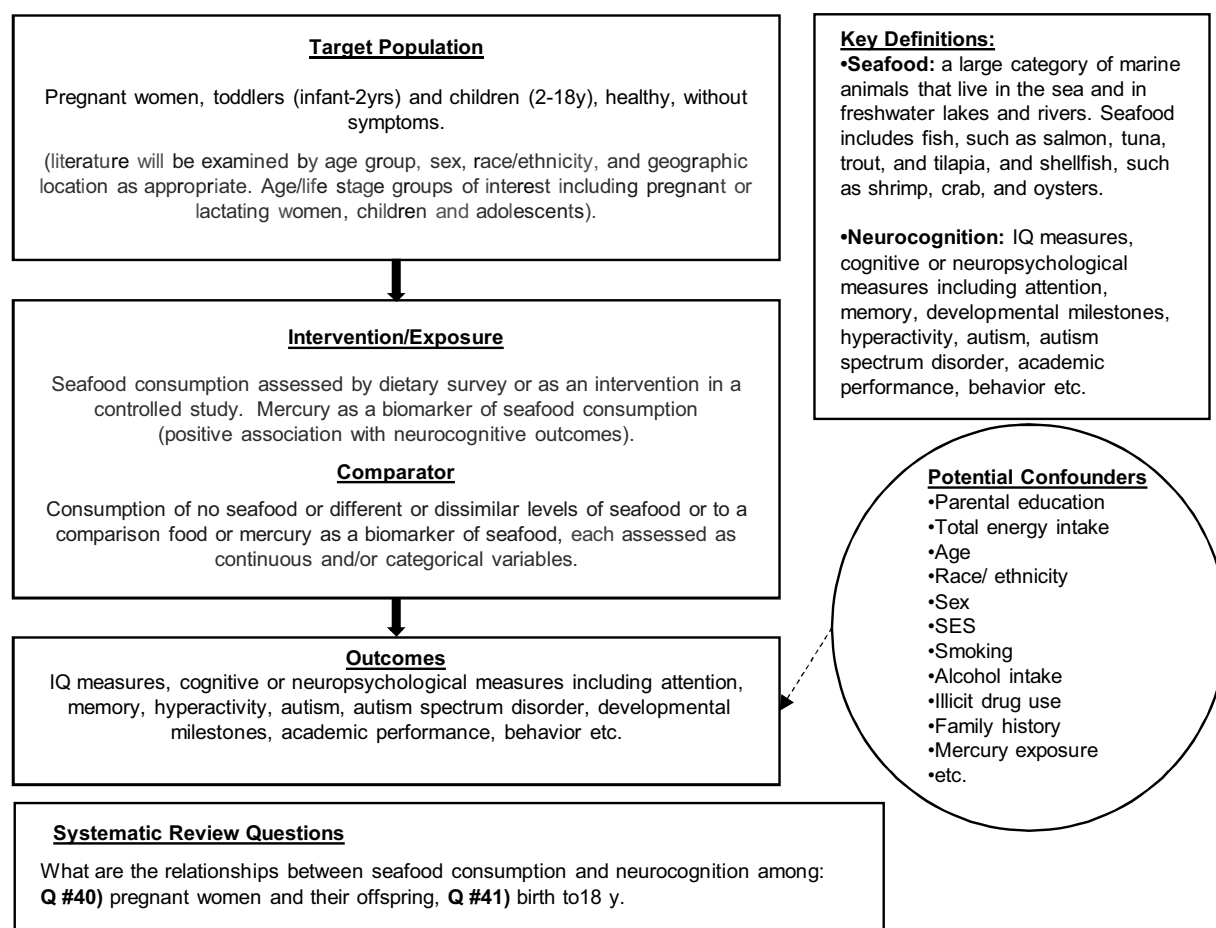 Target Population
Pregnant women, toddlers (infant-2yrs) and children (2-18y), healthy, without
symptoms.
(literature will be examined by age group, sex, race/ethnicity, and geographic
location as appropriate. Age/life stage groups of interest including pregnant or
lactating women, children and adolescents).
Intervention/Exposure
Seafood consumption assessed by dietary survey or as an intervention in a
controlled study. Mercury as a biomarker of seafood consumption
(positive association with neurocognitive outcomes).
Comparator
Consumption of no seafood or different or dissimilar levels of seafood or to a
comparison food or mercury as a biomarker of seafood, each assessed as
continuous and/or categorical variables.
Outcomes
IQ measures, cognitive or neuropsychological measures including attention,
memory, hyperactivity, autism, autism spectrum disorder, developmental
milestones, academic performance, behavior etc.
Key Definitions:
•Seafood: a large category of marine
animals that live in the sea and in
freshwater lakes and rivers. Seafood
includes fish, such as salmon, tuna,
trout, and tilapia, and shellfish, such
as shrimp, crab, and oysters.
•Neurocognition: IQ measures,
cognitive or neuropsychological
measures including attention,
memory, developmental milestones,
hyperactivity, autism, autism
spectrum disorder, academic
performance, behavior etc.
Potential Confounders
•Parental education
•Total energy intake
•Age
•Race/ ethnicity
•Sex
•SES
•Smoking
•Alcohol intake
•Illicit drug use
•Family history
•Mercury exposure
•etc.
Systematic Review Questions
What are the relationships between seafood consumption and neurocognition among:
Q #40) pregnant women and their offspring, Q #41) birth to18 y.